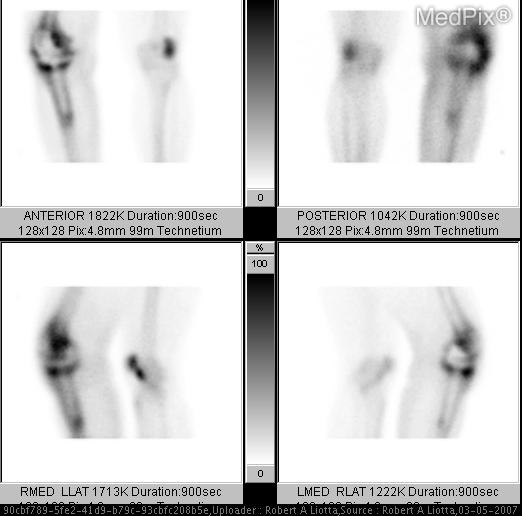 MedPix®
0
ANTERIOR 1822K Duration:900sec
128x128 Pix:4.8mm 99m Technetium
POSTERIOR 1042K Duration:900sec
128x128 Pix:4.8mm 99m Technetium
%
100
0
RMED LLAT 1713K Duration:900sec
LMED RLAT 1222K Duration:900sec
90cbf789-5fe2-41d9-b79c-93cbfc208b5e,Uploader : Robert A Liotta,Source : Robert A Liotta,03-05-2007